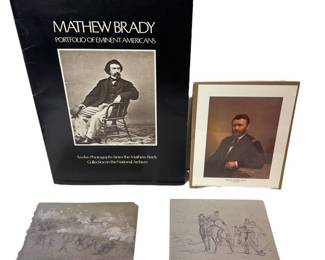 MATHEW BRADY
PORTFOLIO OF EMINENT AMERICANS
Twelve Photographs from the Mathew Brady
Collection in the National Archives